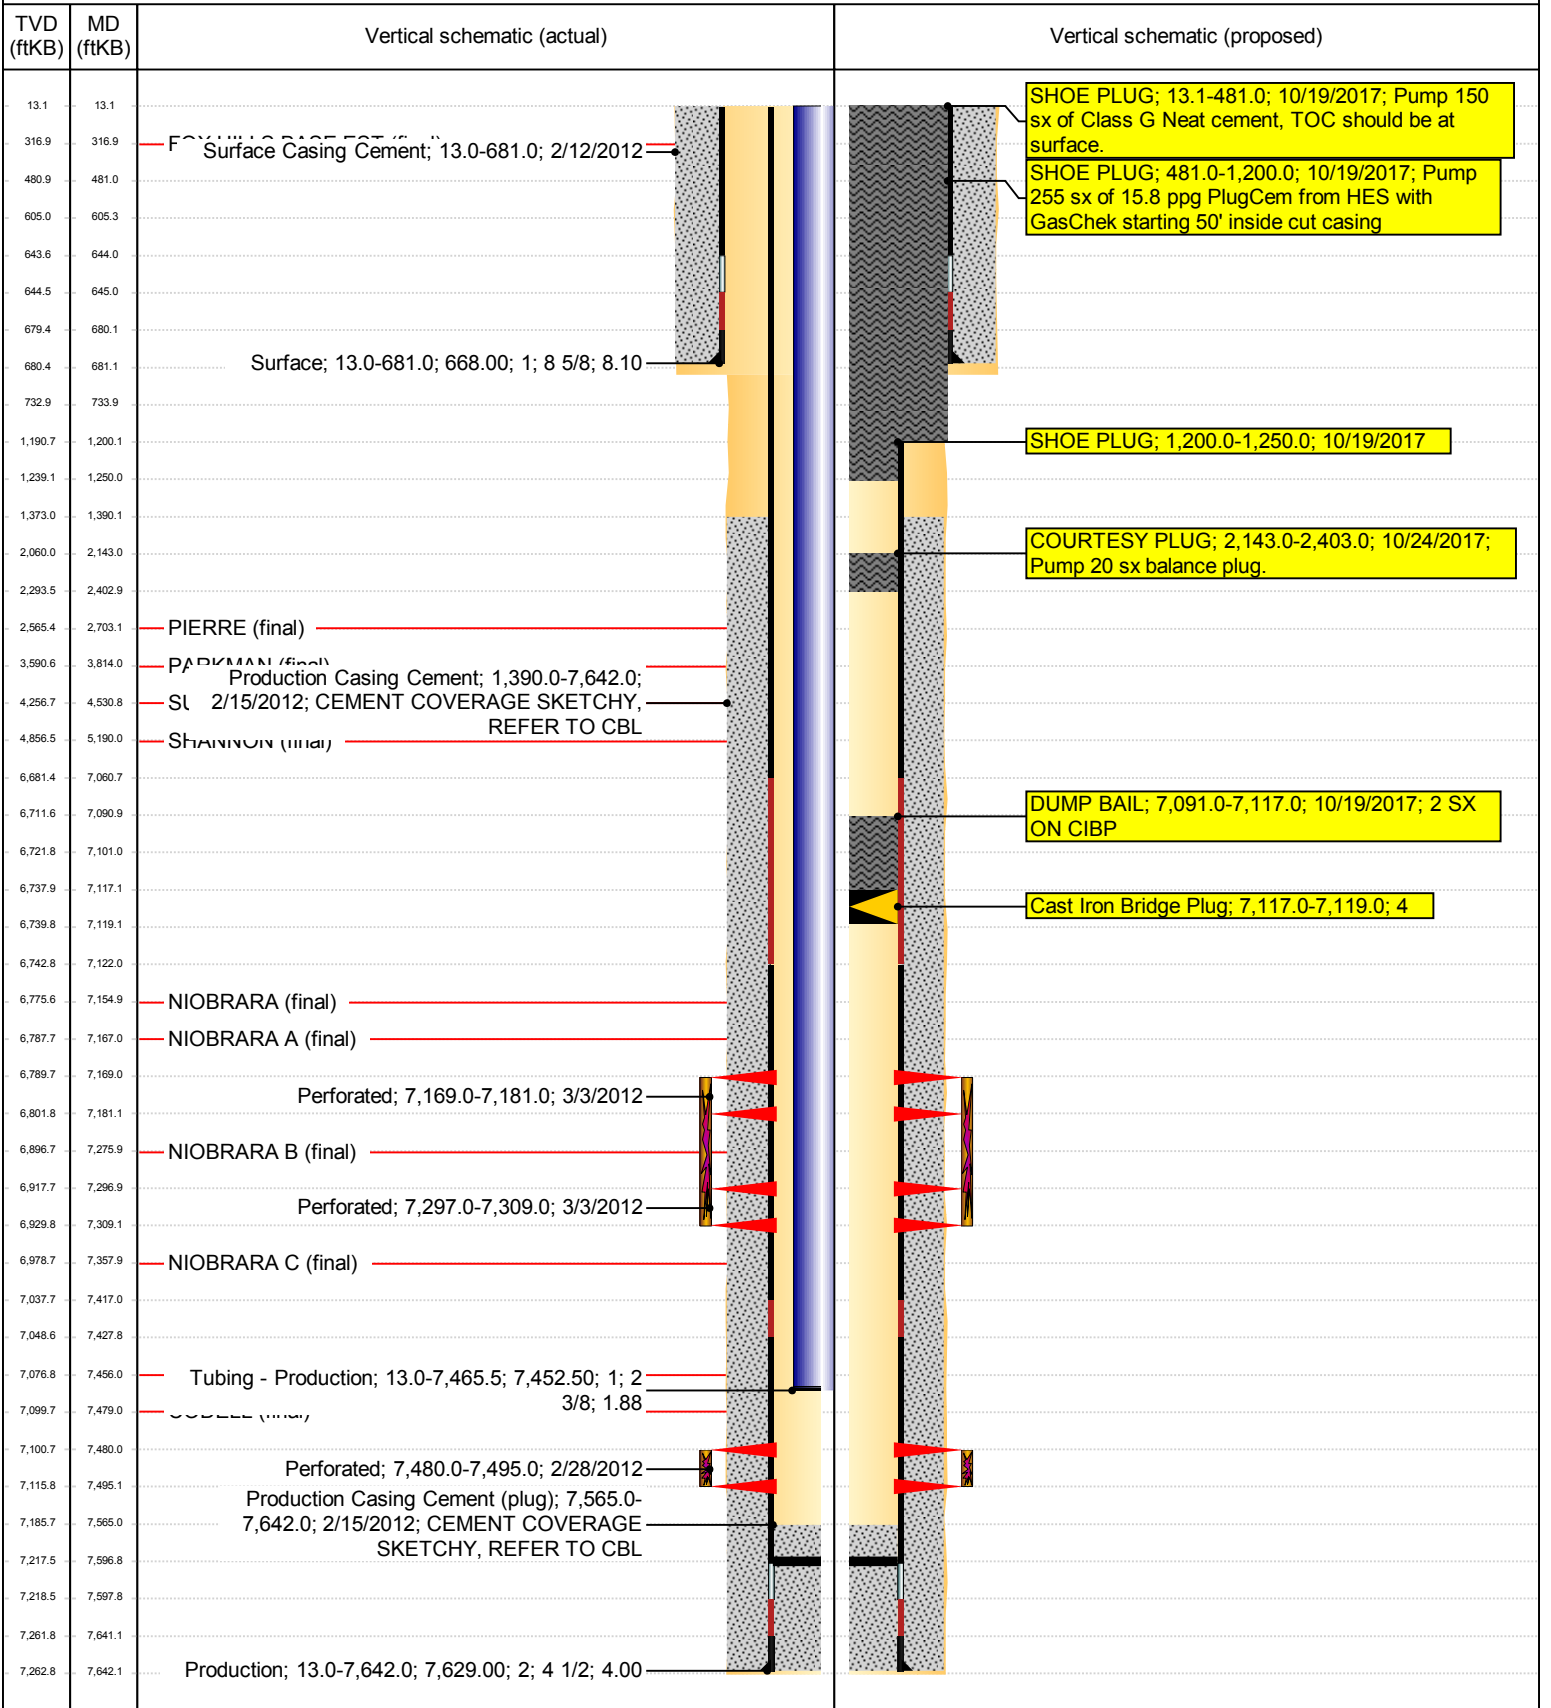 TVD (ftKB)
MD (ftKB)
Vertical schematic (actual)
Vertical schematic (proposed)
13.1 13.1
316.9 316.9
480.9 481.0
605.0 605.3
643.6 644.0
644.5 645.0
679.4 680.1
680.4 681.1
732.9 733.9
1,190.7 1,200.1
1,239.1 1,250.0
1,373.0 1,390.1
2,060.0 2,143.0
2,293.5 2,402.9
2,565.4 2,703.1
3,590.6 3,814.0
4,256.7 4,530.8
4,856.5 5,190.0
6,681.4 7,060.7
6,711.6 7,090.9
6,721.8 7,101.0
6,737.9 7,117.1
6,739.8 7,119.1
6,742.8 7,122.0
6,775.6 7,154.9
6,787.7 7,167.0
6,789.7 7,169.0
6,801.8 7,181.1
6,896.7 7,275.9
6,917.7 7,296.9
6,929.8 7,309.1
6,978.7 7,357.9
7,037.7 7,417.0
7,048.6 7,427.8
7,076.8 7,456.0
7,099.7 7,479.0
7,100.7 7,480.0
7,115.8 7,495.1
7,185.7 7,565.0
7,217.5 7,596.8
7,218.5 7,597.8
7,261.8 7,641.1
7,262.8 7,642.1
FOX HILLS BASE EST (final)
Surface Casing Cement; 13.0-681.0; 2/12/2012
Surface; 13.0-681.0; 668.00; 1; 8 5/8; 8.10
PIERRE (final)
PARKMAN (final)
Production Casing Cement; 1,390.0-7,642.0;
SU
2/15/2012; CEMENT COVERAGE SKETCHY,
REFER TO CBL
SHANNON (final)
NIOBRARA (final)
NIOBRARA A (final)
Perforated; 7,169.0-7,181.0; 3/3/2012
NIOBRARA B (final)
Perforated; 7,297.0-7,309.0; 3/3/2012
NIOBRARA C (final)
Tubing - Production; 13.0-7,465.5; 7,452.50; 1; 2
3/8; 1.88
CODELL (final)
Perforated; 7,480.0-7,495.0; 2/28/2012
Production Casing Cement (plug); 7,565.0-
7,642.0; 2/15/2012; CEMENT COVERAGE
SKETCHY, REFER TO CBL
Production; 13.0-7,642.0; 7,629.00; 2; 4 1/2; 4.00
SHOE PLUG; 13.1-481.0; 10/19/2017; Pump 150
sx of Class G Neat cement, TOC should be at
surface.
SHOE PLUG; 481.0-1,200.0; 10/19/2017; Pump
255 sx of 15.8 ppg PlugCem from HES with
GasChek starting 50' inside cut casing
SHOE PLUG; 1,200.0-1,250.0; 10/19/2017
COURTESY PLUG; 2,143.0-2,403.0; 10/24/2017;
Pump 20 sx balance plug.
DUMP BAIL; 7,091.0-7,117.0; 10/19/2017; 2 SX
ON CIBP
Cast Iron Bridge Plug; 7,117.0-7,119.0; 4